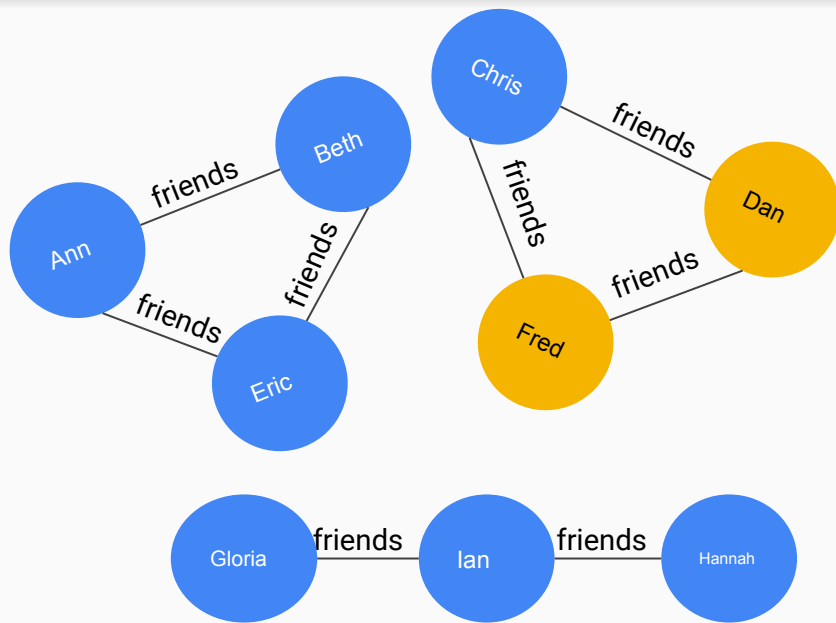 Chris
friends
Beth
friends
Dan
friends
Ann
friends
friends
friends
Fred
Eric
Gloria
friends
Ian
friends
Hannah